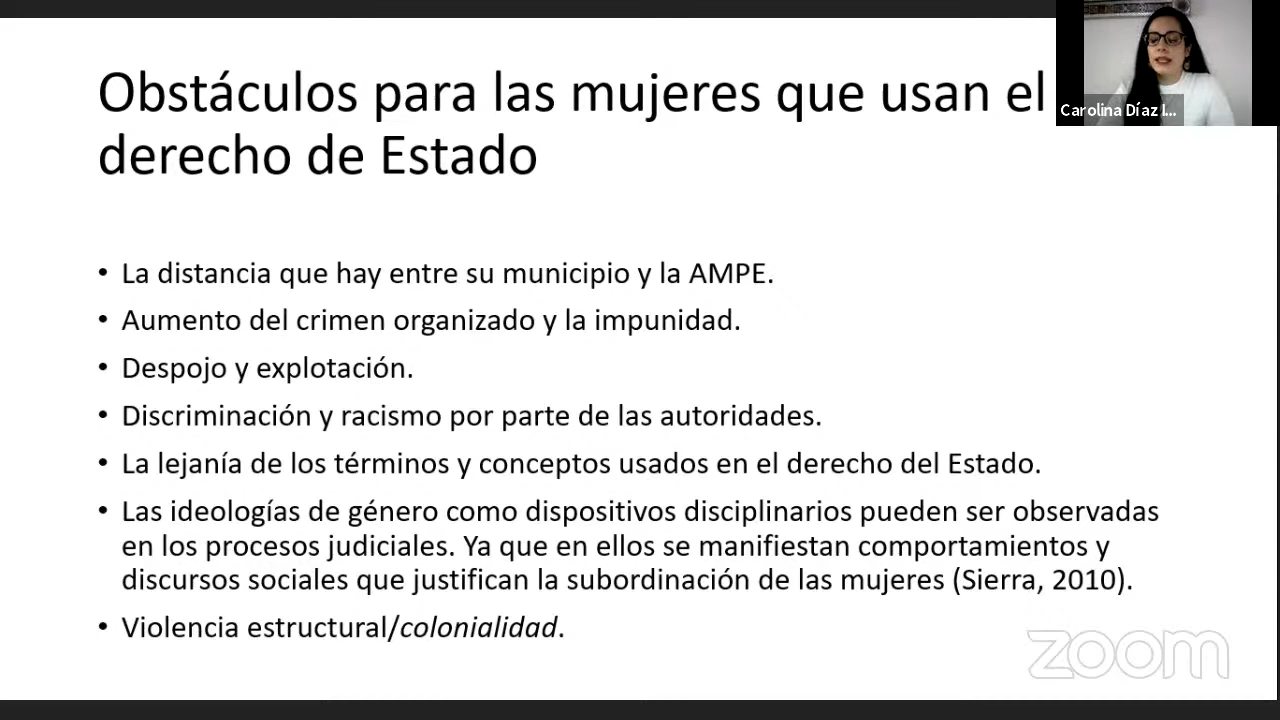 Obstáculos para las mujeres que usan el
derecho de Estado
Carolina Díaz I...
• La distancia que hay entre su municipio y la AMPE.
• Aumento del crimen organizado y la impunidad.
• Despojo y explotación.
• Discriminación y racismo por parte de las autoridades.
• La lejanía de los términos y conceptos usados en el derecho del Estado.
• Las ideologías de género como dispositivos disciplinarios pueden ser observadas
en los procesos judiciales. Ya que en ellos se manifiestan comportamientos y
discursos sociales que justifican la subordinación de las mujeres (Sierra, 2010).
• Violencia estructural/colonialidad.
zoom